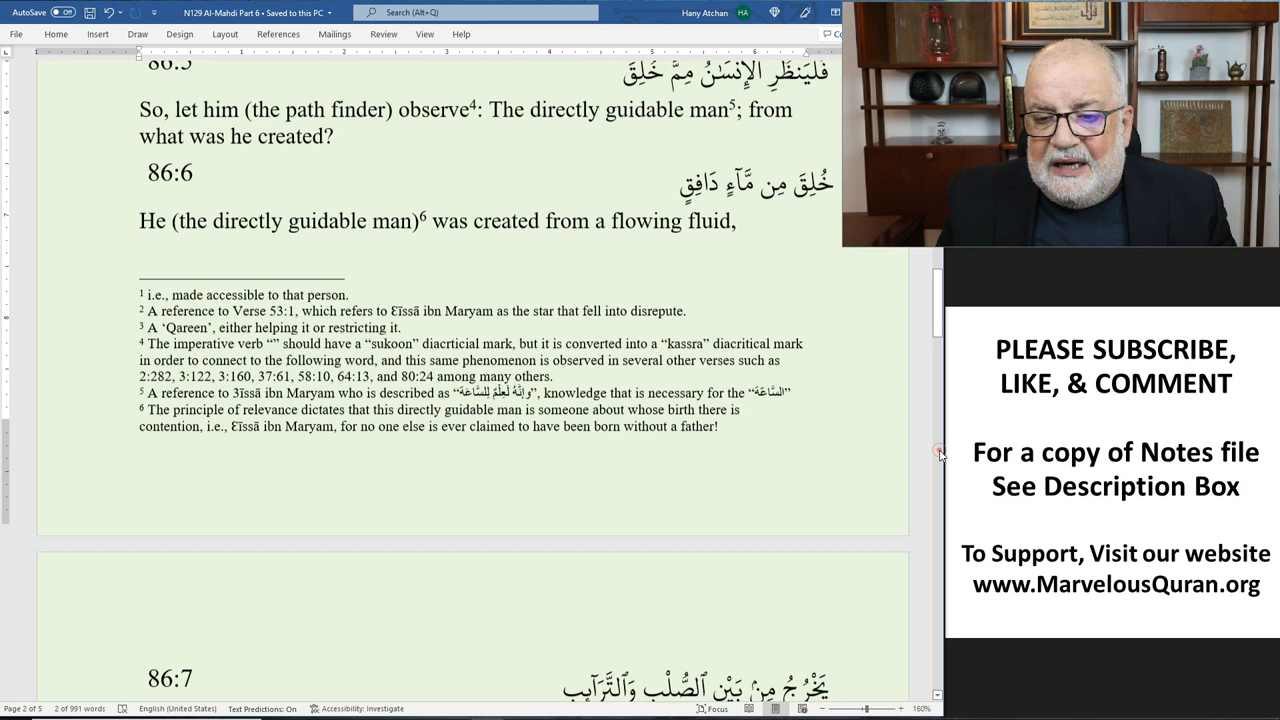 AutoSave Off N129 Al-Mahdi Part 6 • Saved to this PC Search (Alt+Q) Hany Atchan HA
File Home Insert Draw Design Layout References Mailings Review View Help Co
86:5 فَلْيَنظُرِ الْإِنسَٰنُ مِمَّ خُلِقَ
So, let him (the path finder) observe⁴: The directly guidable man⁵; from
what was he created?
86:6 خُلِقَ مِن مَّآءٍ دَافِقٍ
He (the directly guidable man)⁶ was created from a flowing fluid,
¹ i.e., made accessible to that person.
² A reference to Verse 53:1, which refers to Ɛīssā ibn Maryam as the star that fell into disrepute.
³ A ‘Qareen’, either helping it or restricting it.
⁴ The imperative verb “” should have a “sukoon” diacrticial mark, but it is converted into a “kassra” diacritical mark
in order to connect to the following word, and this same phenomenon is observed in several other verses such as
2:282, 3:122, 3:160, 37:61, 58:10, 64:13, and 80:24 among many others.
⁵ A reference to 3īssā ibn Maryam who is described as “وإِنَّهُ لَعِلْمٌ لِلسَّاعَة”, knowledge that is necessary for the “السَّاعَة”
⁶ The principle of relevance dictates that this directly guidable man is someone about whose birth there is
contention, i.e., Ɛīssā ibn Maryam, for no one else is ever claimed to have been born without a father!
86:7 يَخْرُجُ مِنۢ بَيْنِ ٱلصُّلْبِ وَٱلتَّرَآئِبِ
Page 2 of 5 2 of 991 words English (United States) Text Predictions: On Accessibility: Investigate Focus 160%
PLEASE SUBSCRIBE,
LIKE, & COMMENT
For a copy of Notes file
See Description Box
To Support, Visit our website
www.MarvelousQuran.org